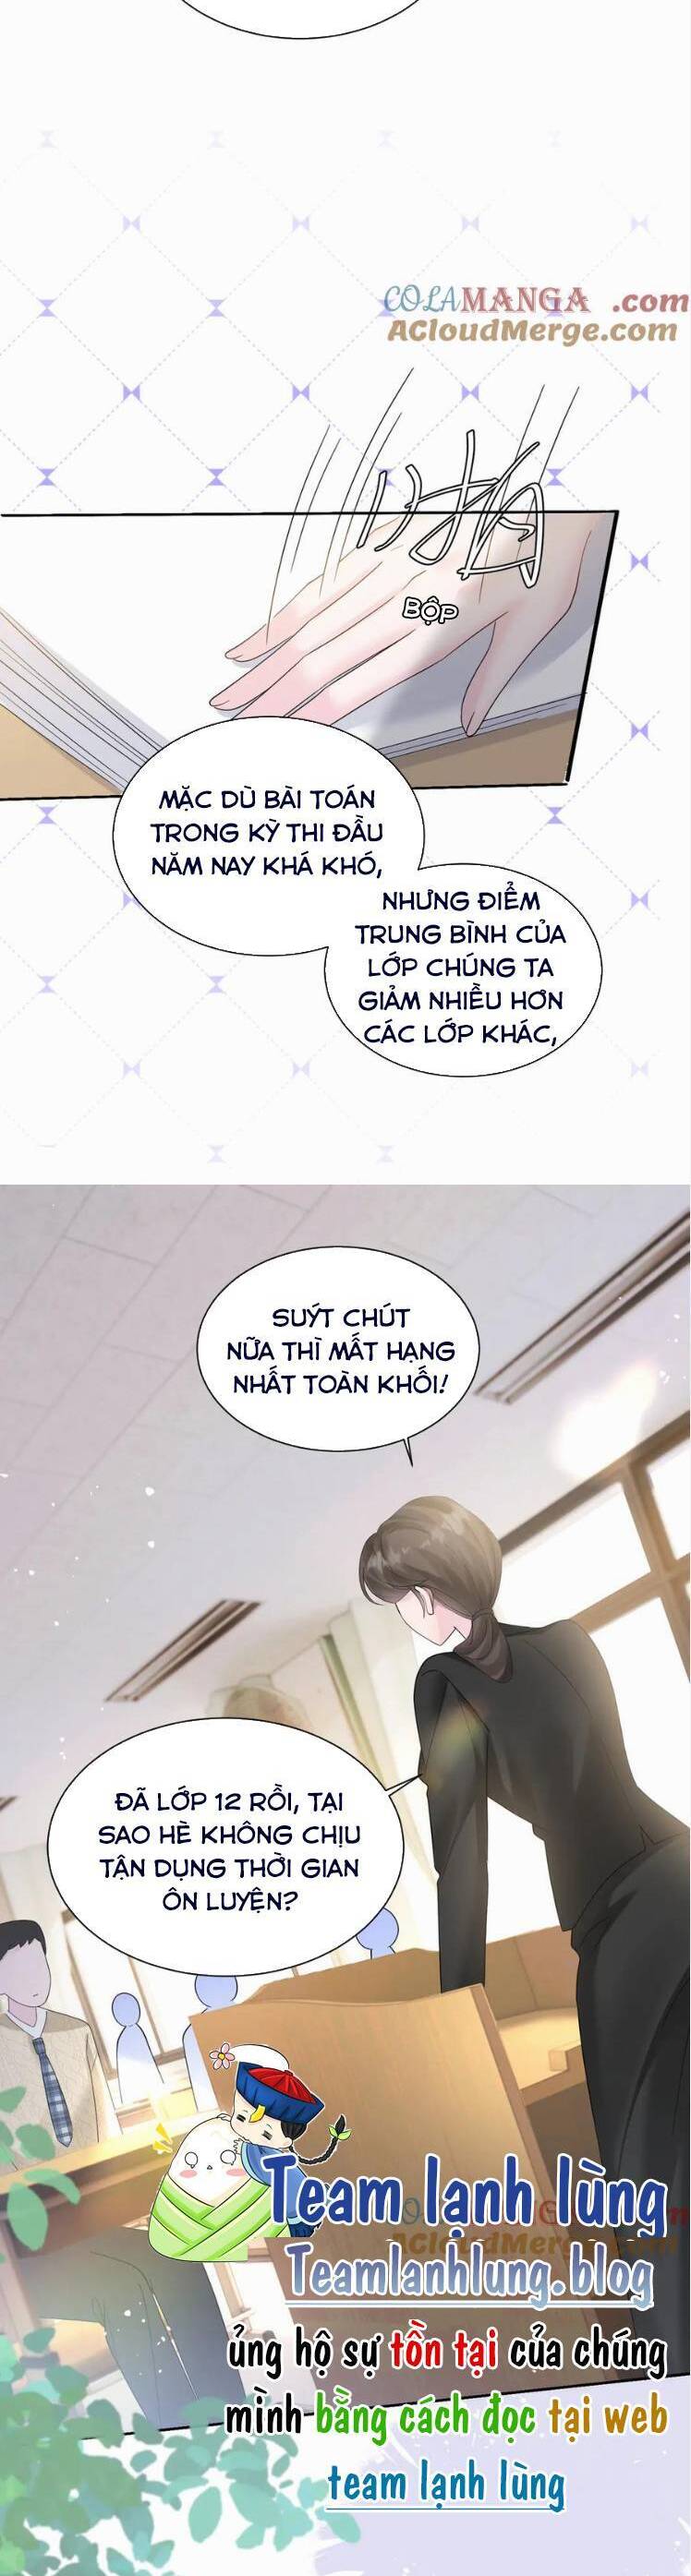 COLAMANGA.com
ACloudMerge.com
BỘP
MẶC DÙ BÀI TOÁN
TRONG KỲ THI ĐẦU
NĂM NAY KHÁ KHÓ,
NHƯNG ĐIỂM
TRUNG BÌNH CỦA
LỚP CHÚNG TA
GIẢM NHIỀU HƠN
CÁC LỚP KHÁC,
SUÝT CHÚT
NỮA THÌ MẤT HẠNG
NHẤT TOÀN KHỐI!
ĐÃ LỚP 12 RỒI, TẠI
SAO HÈ KHÔNG CHỊU
TẬN DỤNG THỜI GIAN
ÔN LUYỆN?
Team lạnh lùng
Teamlanhlung.blog
ủng hộ sự tồn tại của chúng
mình bằng cách đọc tại web
team lạnh lùng